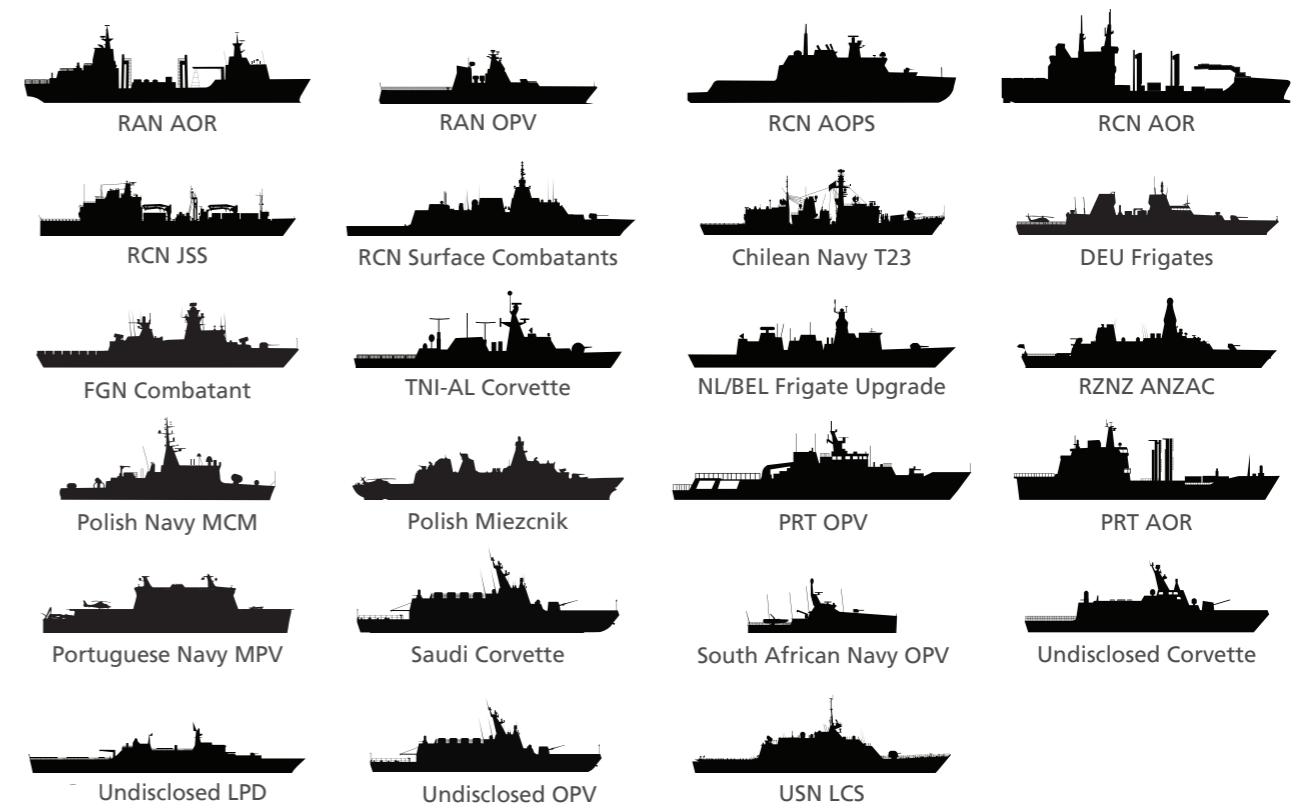 RAN AOR
RAN OPV
RCN AOPS
RCN AOR
RCN JSS
RCN Surface Combatants
Chilean Navy T23
DEU Frigates
FGN Combatant
TNI-AL Corvette
NL/BEL Frigate Upgrade
RZNZ ANZAC
Polish Navy MCM
Polish Miezcnik
PRT OPV
PRT AOR
Portuguese Navy MPV
Saudi Corvette
South African Navy OPV
Undisclosed Corvette
Undisclosed LPD
Undisclosed OPV
USN LCS